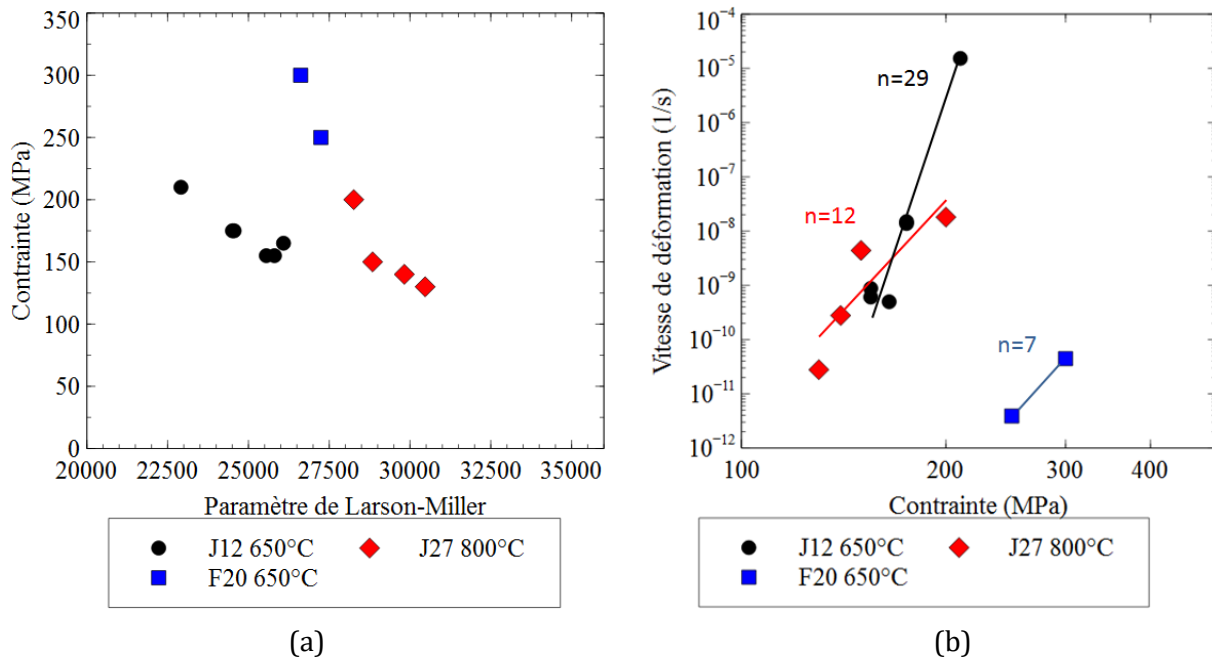 350
300
250
200
150
100
50
0
Contrainte (MPa)
20000 22500 25000 27500 30000 32500 35000
Paramètre de Larson-Miller
J12 650°C J27 800°C
F20 650°C
(a)
10⁻⁴
10⁻⁵
10⁻⁶
10⁻⁷
10⁻⁸
10⁻⁹
10⁻¹⁰
10⁻¹¹
10⁻¹²
Vitesse de déformation (1/s)
n=29
n=12
n=7
100 200 300 400
Contrainte (MPa)
J12 650°C J27 800°C
F20 650°C
(b)